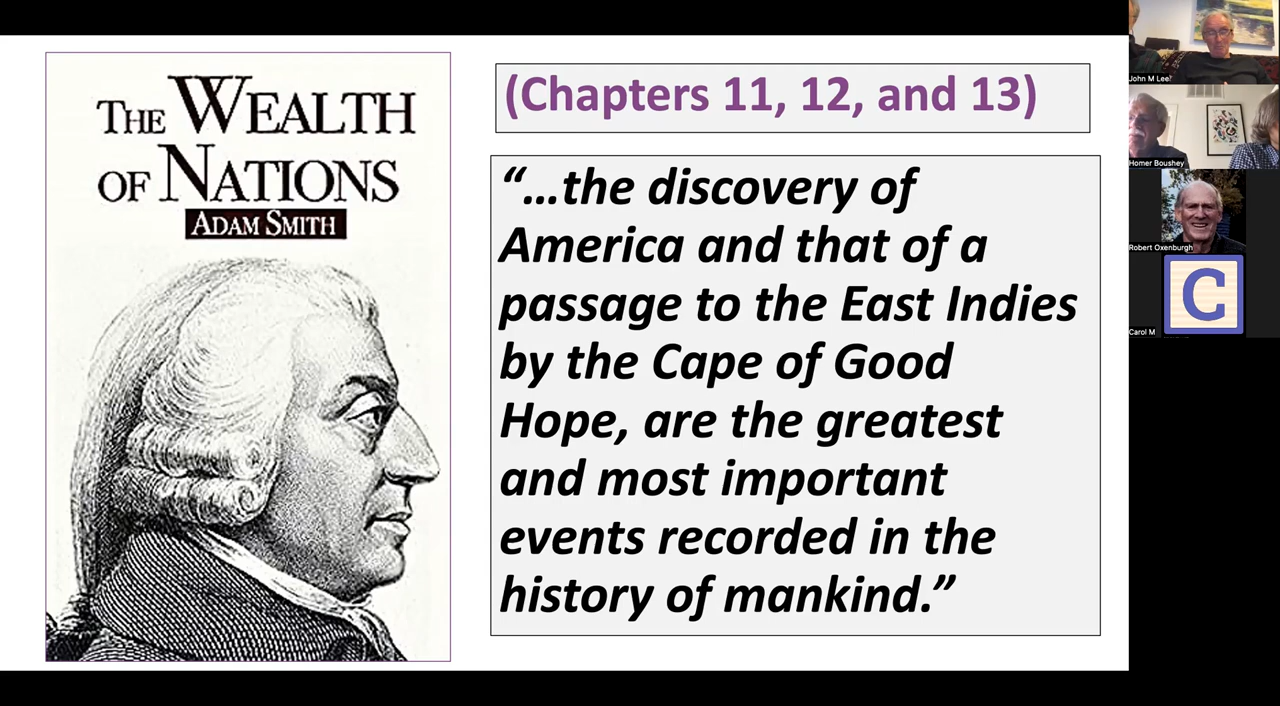 THE WEALTH
OF NATIONS
ADAM SMITH
(Chapters 11, 12, and 13)
“…the discovery of
America and that of a
passage to the East Indies
by the Cape of Good
Hope, are the greatest
and most important
events recorded in the
history of mankind.”
John M Lee
Homer Boushey
Robert Oxenburgh
C
Carol M